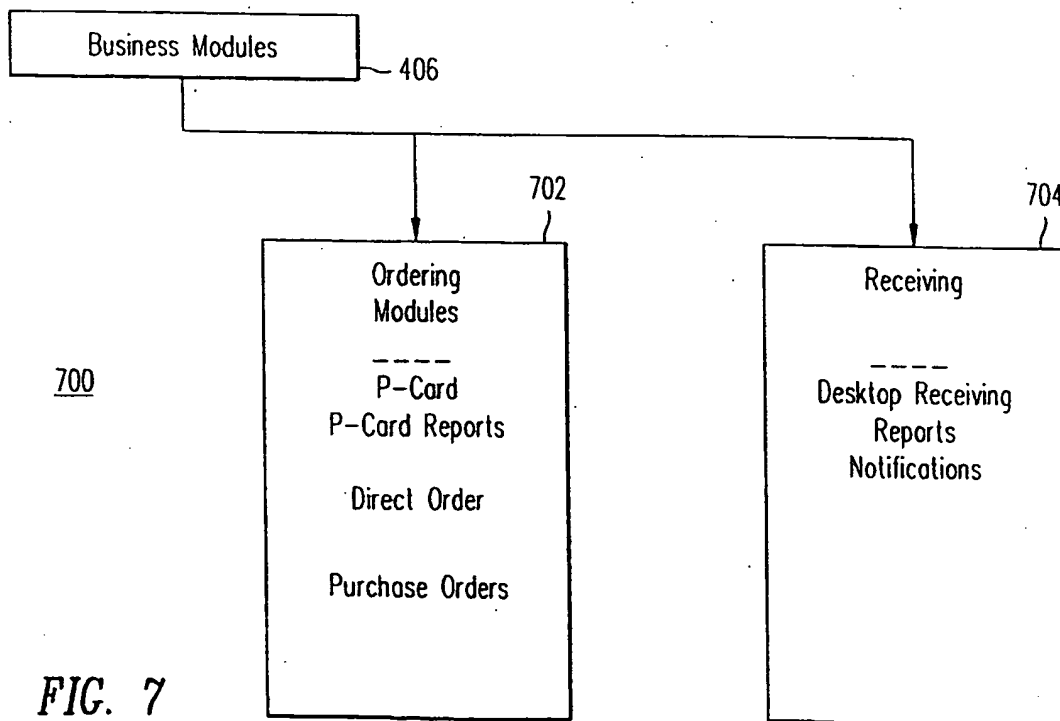 Business Modules
406
702
704
Ordering
Modules
----
P-Card
P-Card Reports
Direct Order
Purchase Orders
Receiving
----
Desktop Receiving
Reports
Notifications
700
FIG. 7